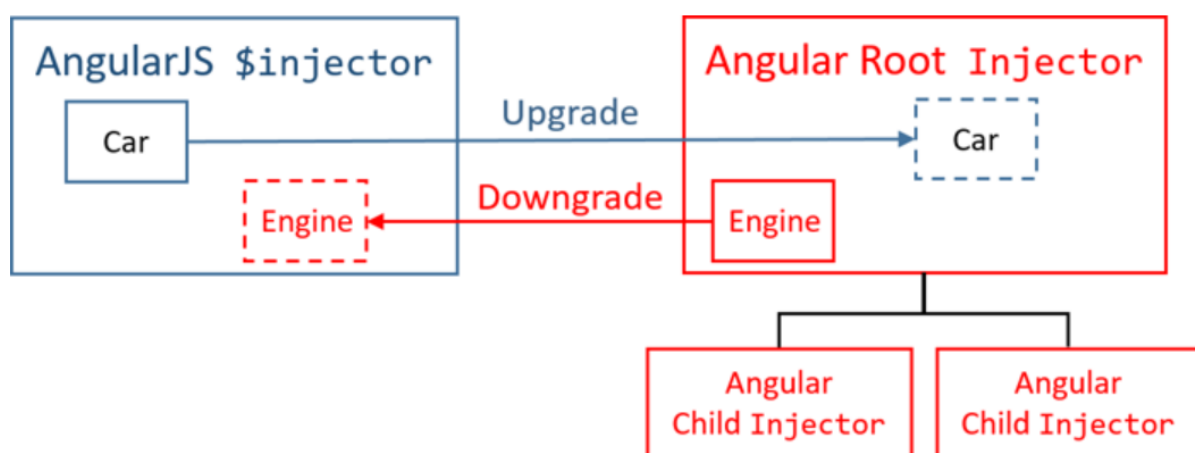 AngularJS $injector
Angular Root Injector
Car
Upgrade
Car
Engine
Downgrade
Engine
Angular
Child Injector
Angular
Child Injector